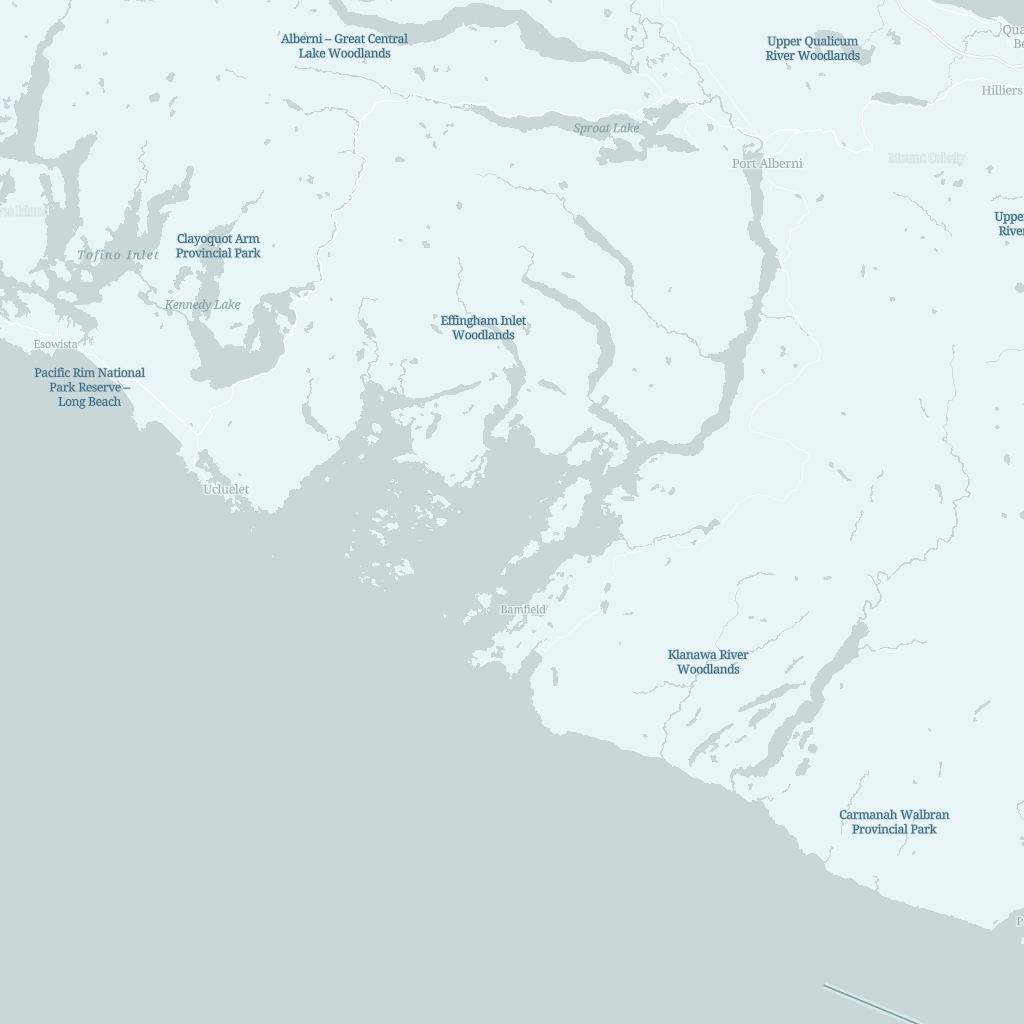 Alberni – Great Central
Lake Woodlands
Upper Qualicum
River Woodlands
Hilliers
Sproat Lake
Port Alberni
Mount Cokely
Clayoquot Arm
Provincial Park
Tofino Inlet
Kennedy Lake
Effingham Inlet
Woodlands
Esowista
Pacific Rim National
Park Reserve –
Long Beach
Ucluelet
Bamfield
Klanawa River
Woodlands
Carmanah Walbran
Provincial Park